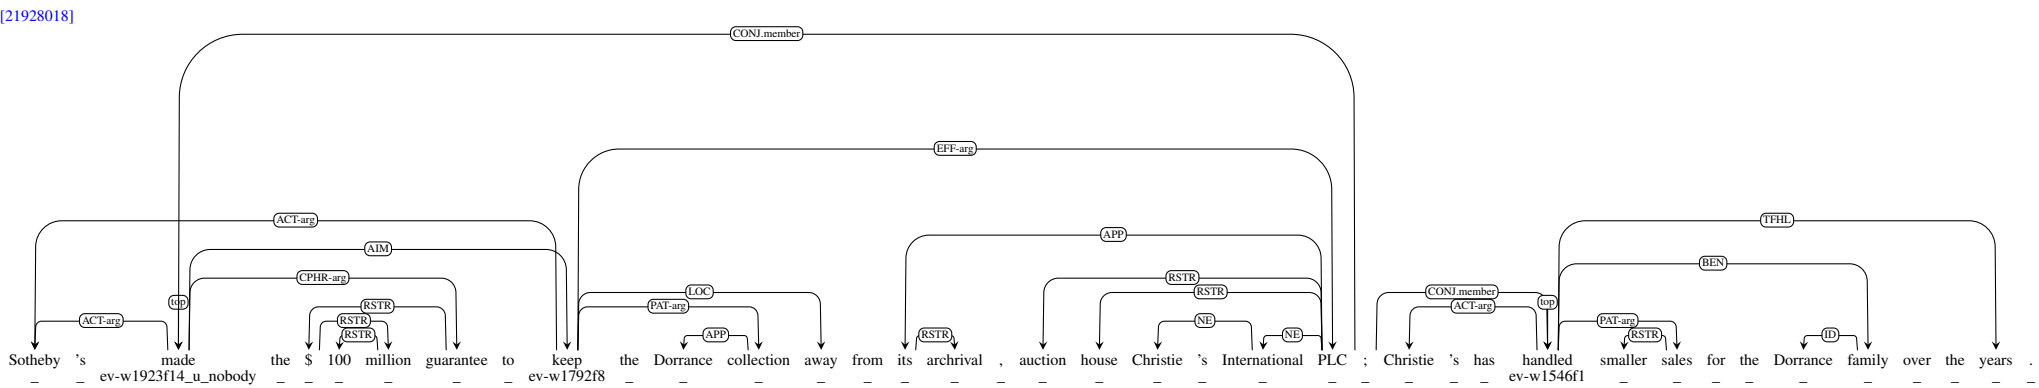 [21928018]
CONJ.member
EFF-arg
ACT-arg TFHL
APP
AIM
BEN
CPHR-arg RSTR
LOC RSTR CONJ.member
top PAT-arg RSTR ACT-arg top
ACT-arg RSTR NE PAT-arg
RSTR APP RSTR NE RSTR ID
Sotheby 's made the $ 100 million guarantee to keep the Dorrance collection away from its archrival , auction house Christie 's International PLC ; Christie 's has handled smaller sales for the Dorrance family over the years .
_ _ ev-w1923f14_u_nobody _ _ _ _ _ _ ev-w1792f8 _ _ _ _ _ _ _ _ _ _ _ _ _ _ _ _ _ _ ev-w1546f1 _ _ _ _ _ _ _ _ _ _